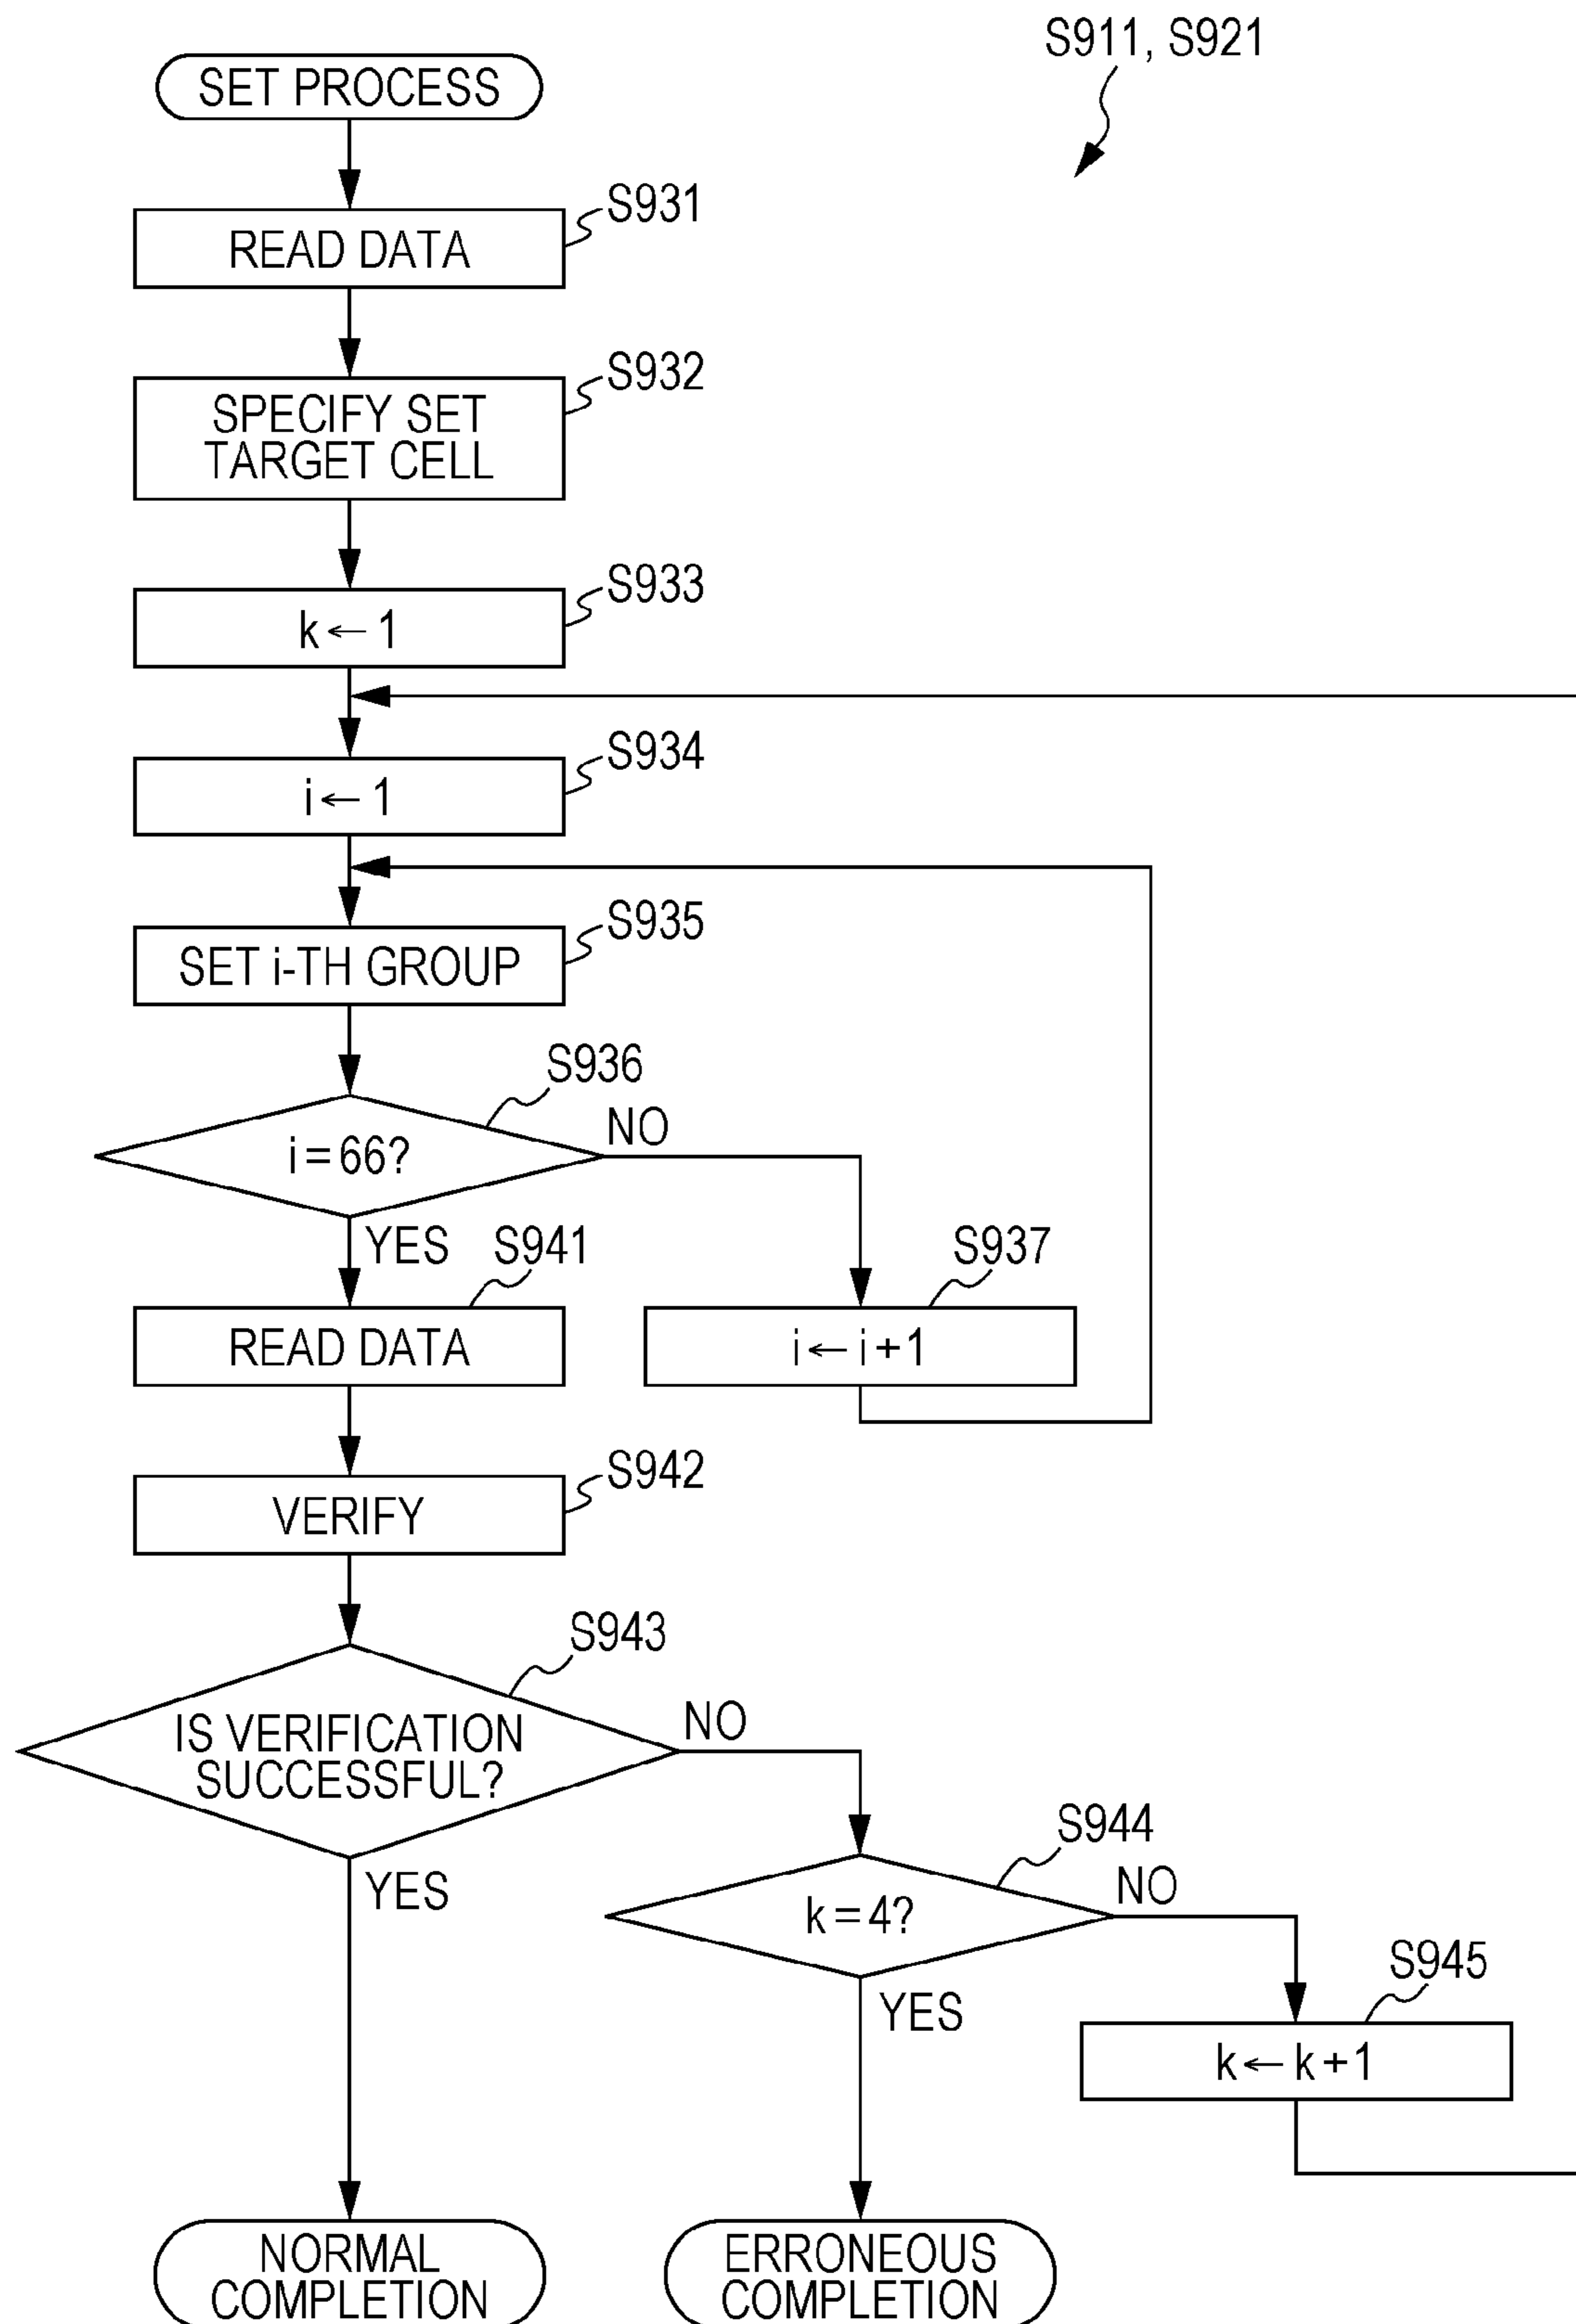 S911, S921
SET PROCESS
S931
READ DATA
S932
SPECIFY SET
TARGET CELL
S933
k ← 1
S934
i ← 1
S935
SET i-TH GROUP
S936
i = 66?
NO
YES
S941
S937
READ DATA
i ← i + 1
S942
VERIFY
S943
IS VERIFICATION
SUCCESSFUL?
NO
YES
S944
k = 4?
NO
YES
S945
k ← k + 1
NORMAL
COMPLETION
ERRONEOUS
COMPLETION